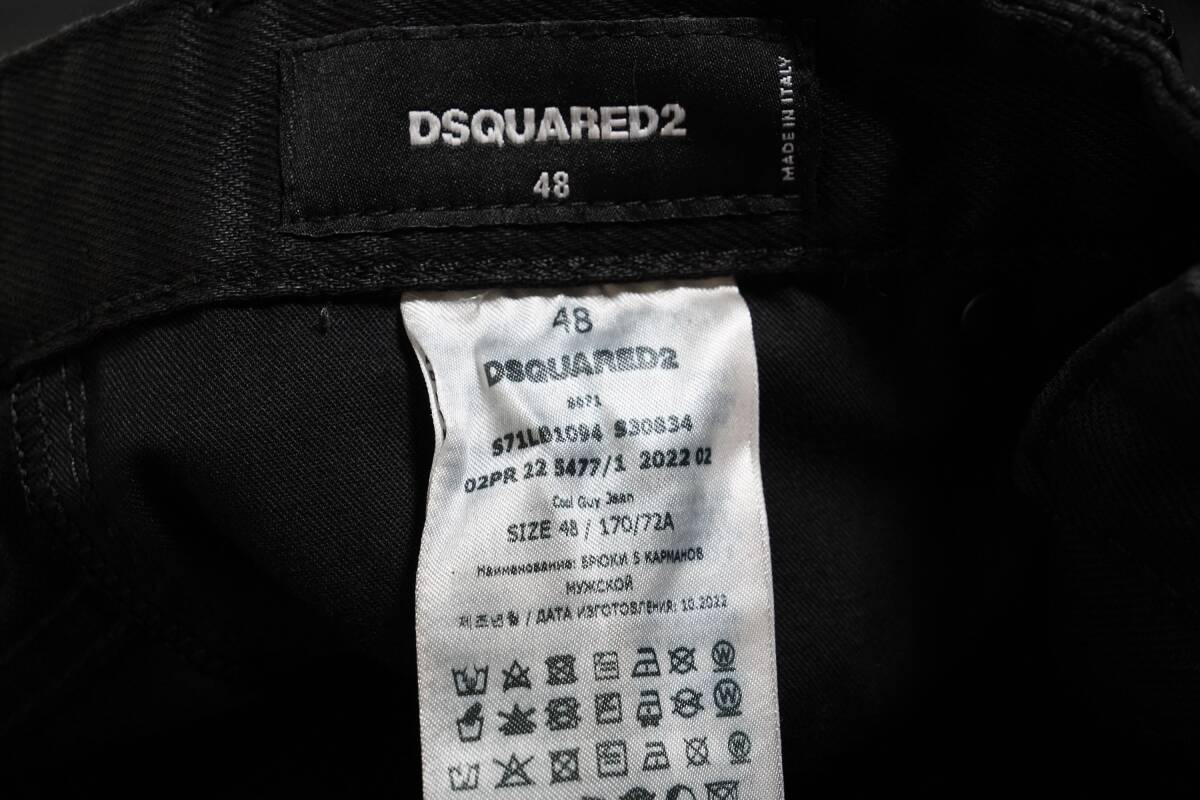 DSQUARED2
48
MADE IN ITALY
48
DSQUARED2
S71LB1094 S30834
02PR 22 5477/1 2022 02
Cool Guy Jean
SIZE 48 / 170/72A
Наименование: БРЮКИ 5 КАРМАНОВ
МУЖСКОЙ
제조년월 / ДАТА ИЗГОТОВЛЕНИЯ: 10.2022